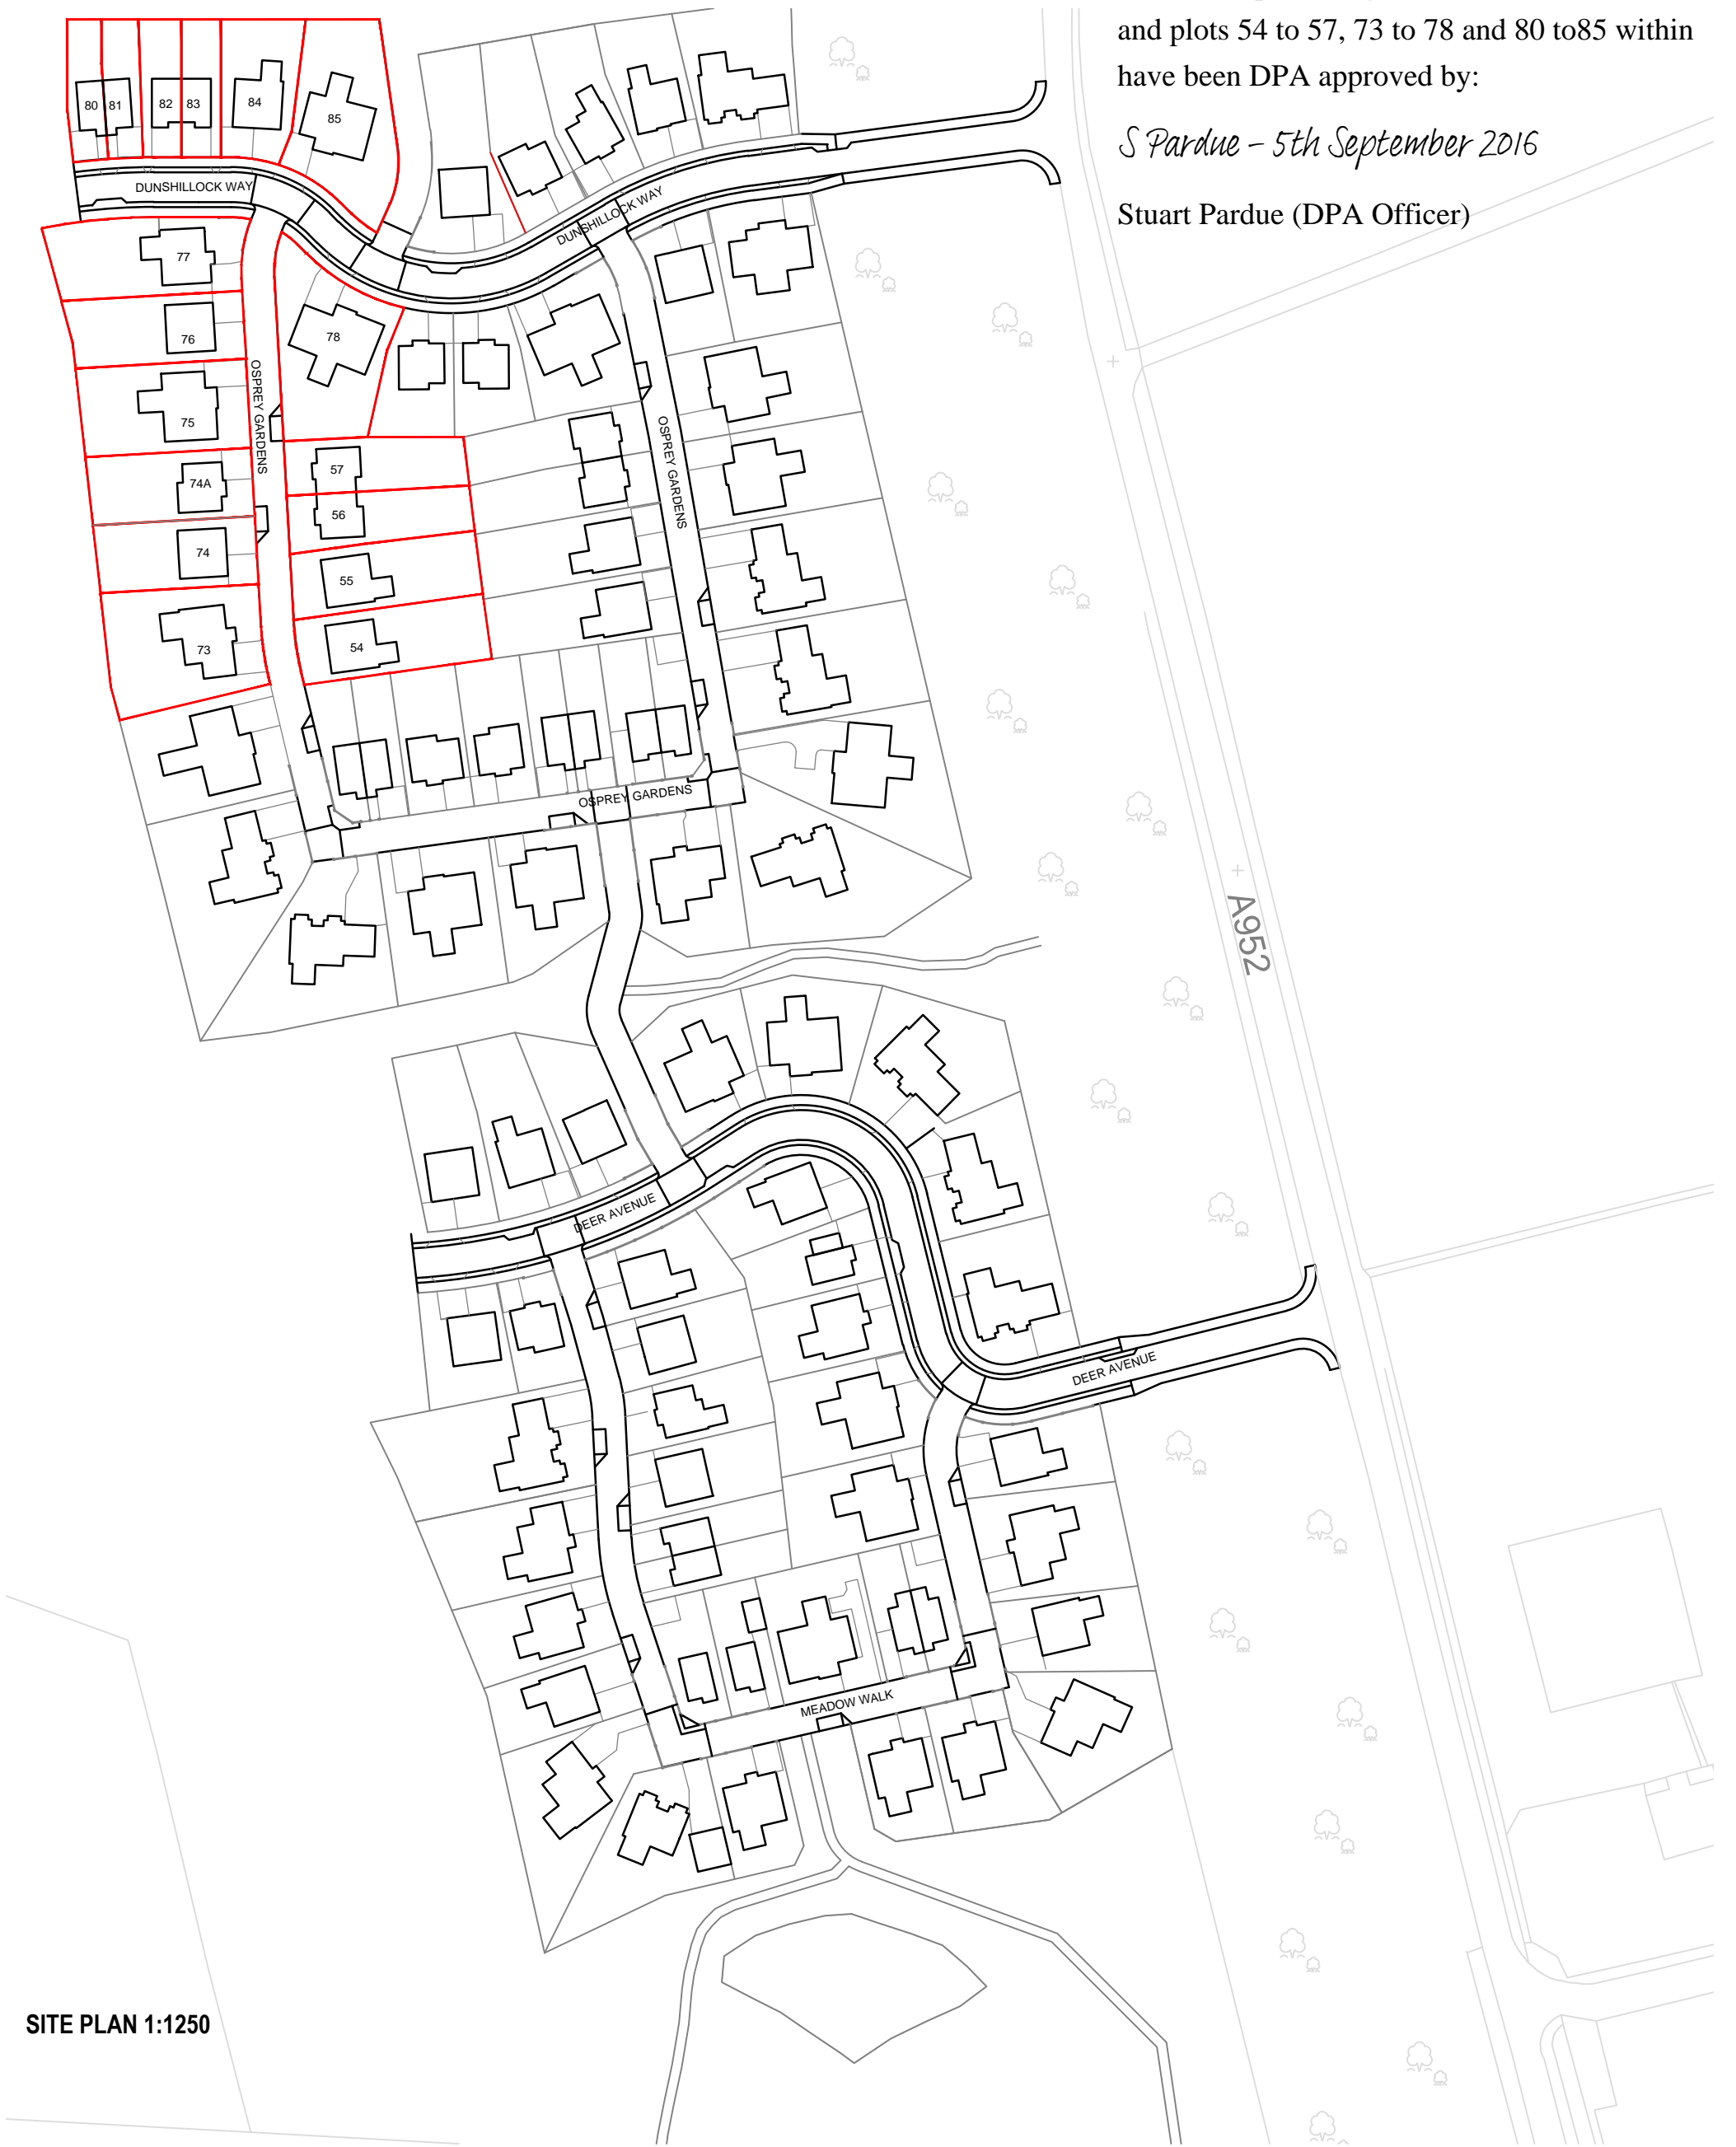 and plots 54 to 57, 73 to 78 and 80 to85 within
have been DPA approved by:
S Pardue - 5th September 2016
Stuart Pardue (DPA Officer)
80
81
82
83
84
85
DUNSHILLOCK WAY
DUNSHILLOCK WAY
77
76
78
75
OSPREY GARDENS
OSPREY GARDENS
57
74A
56
74
55
54
73
OSPREY GARDENS
A952
DEER AVENUE
DEER AVENUE
MEADOW WALK
SITE PLAN 1:1250